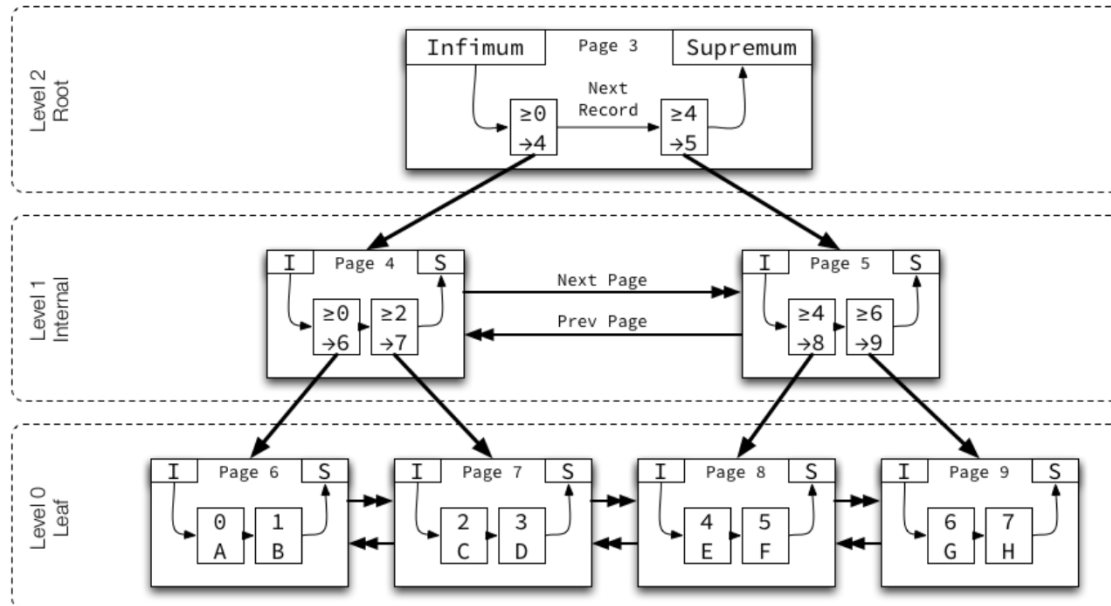 Level 2
Root
Infimum
Page 3
Supremum
Next
Record
≥0
→4
≥4
→5
Level 1
Internal
I
Page 4
S
≥0
→6
≥2
→7
Next Page
Prev Page
I
Page 5
S
≥4
→8
≥6
→9
Level 0
Leaf
I
Page 6
S
0
A
1
B
I
Page 7
S
2
C
3
D
I
Page 8
S
4
E
5
F
I
Page 9
S
6
G
7
H